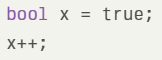 bool x = true;
x++;